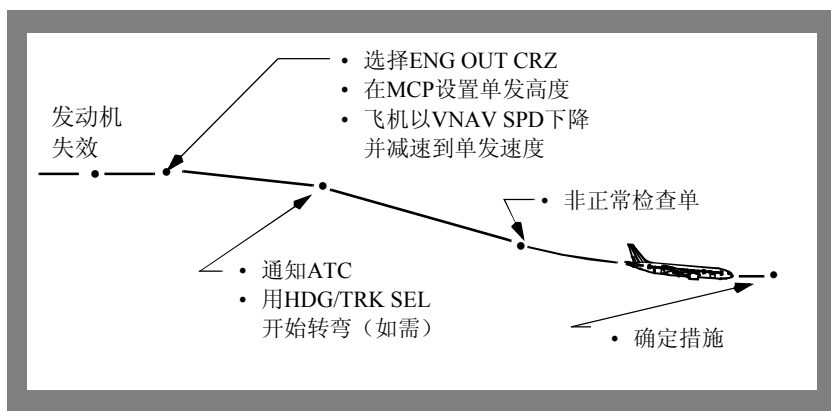 • 选择ENG OUT CRZ
• 在MCP设置单发高度
• 飞机以VNAV SPD下降
并减速到单发速度
发动机
失效
• 非正常检查单
• 通知ATC
• 用HDG/TRK SEL
开始转弯（如需）
• 确定措施